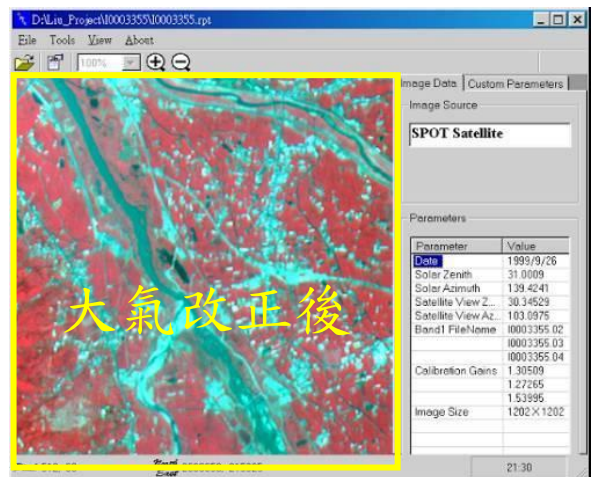 D:\Liu_Project\I0003355\I0003355.rpt
File Tools View About
100%
Image Data Custom Parameters
Image Source
SPOT Satellite
Parameters
Parameter Value
Date 1999/9/26
Solar Zenith 31.0009
Solar Azimuth 139.4241
Satellite View Z... 30.34529
Satellite View Az... 103.0975
Band1 FileName I0003355.02
I0003355.03
I0003355.04
Calibration Gains 1.30509
1.27265
1.53995
Image Size 1202×1202
大氣改正後
21:30